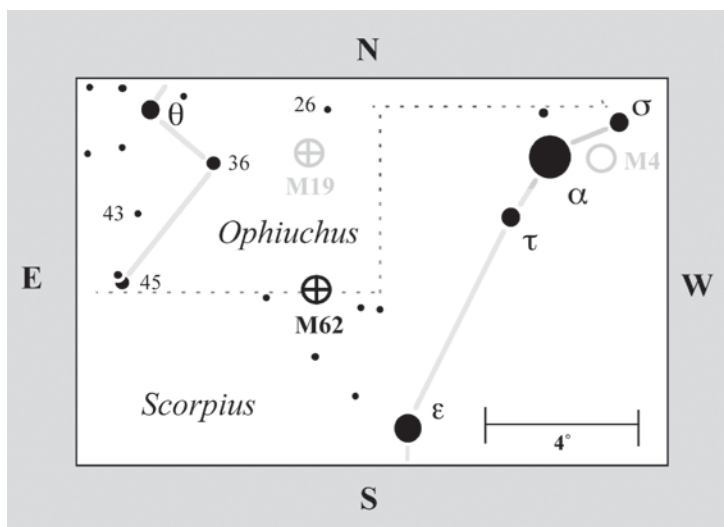 N
θ
26
σ
36
M19
M4
α
43
Ophiuchus
τ
E
45
W
M62
Scorpius
ε
4°
S